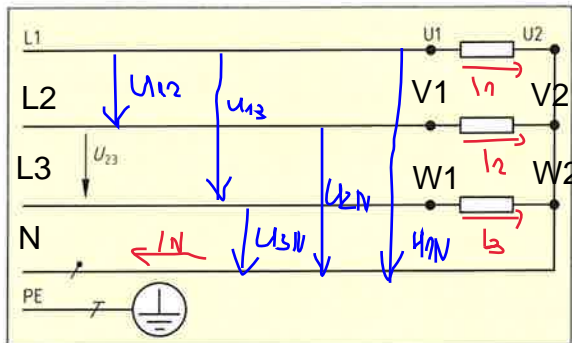 L1 U1 U2
U12 U13 I1
L2 V1 V2
U23 I2
L3 W1 W2
U2N
N IN U3N U1N I3
PE